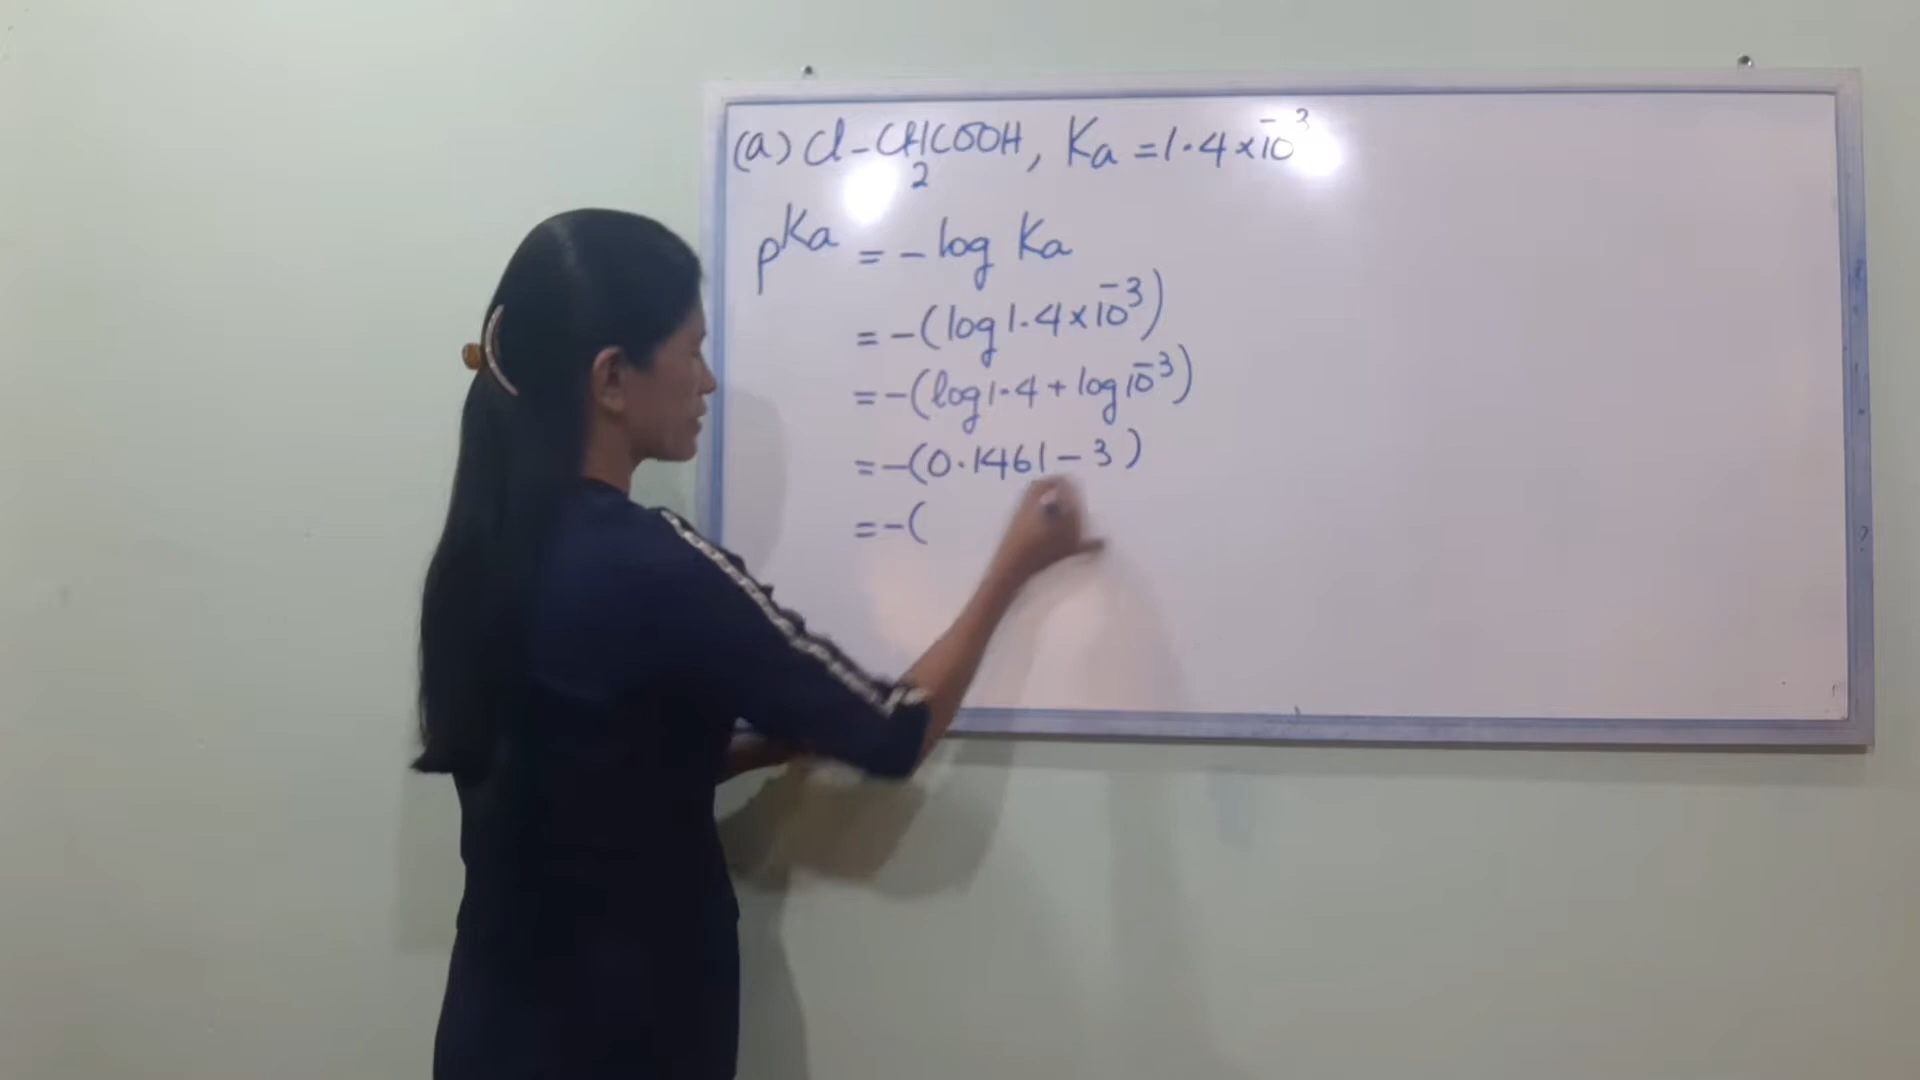 (a) Cl-CH₂COOH, Ka = 1.4×10⁻³
pKa = -log Ka
= -(log 1.4×10⁻³)
= -(log 1.4 + log 10⁻³)
= -(0.1461 - 3)
= -(